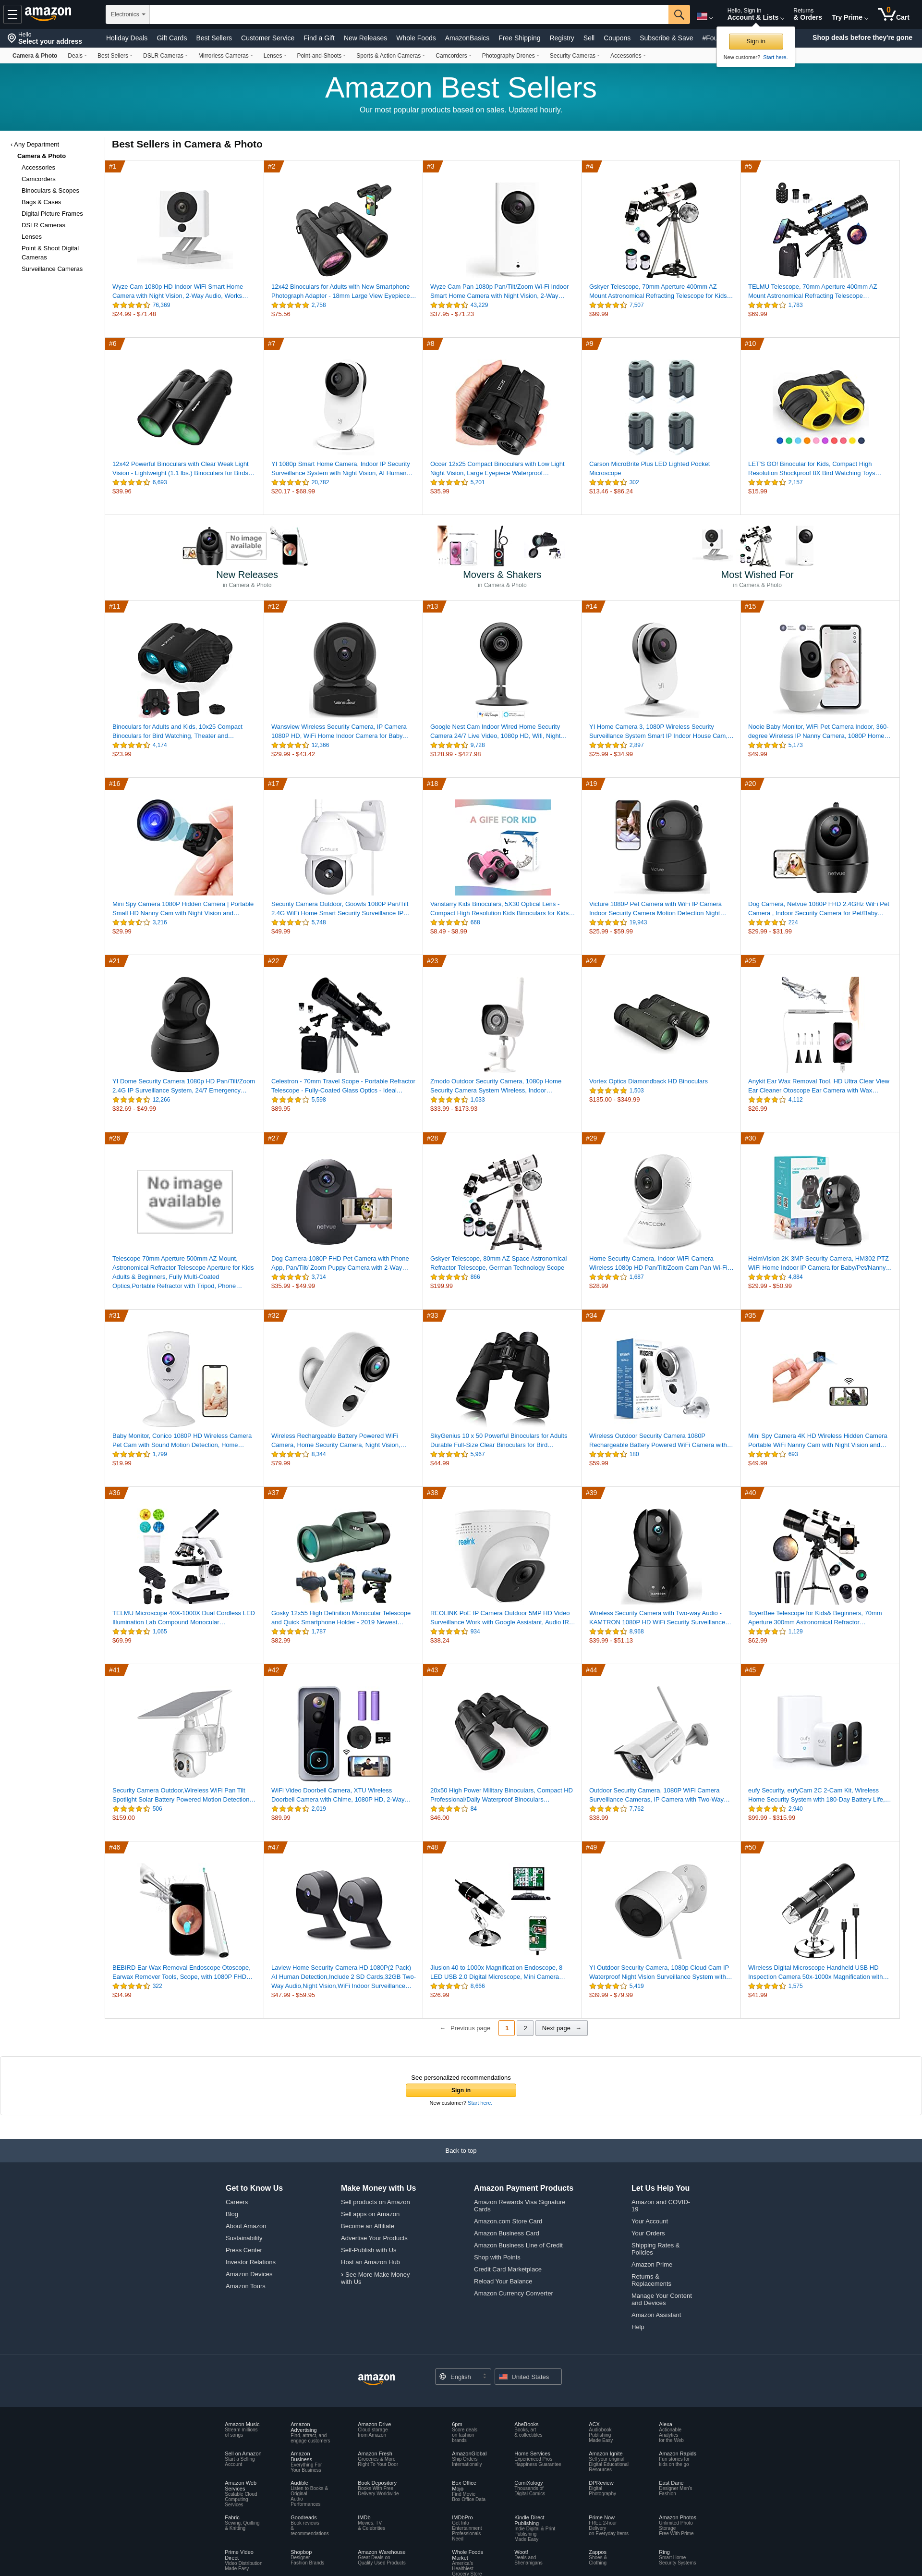 amazon
Electronics
Hello, Sign in
Account & Lists
Returns
& Orders
Try Prime
0
Cart
Hello
Select your address
Holiday Deals Gift Cards Best Sellers Customer Service Find a Gift New Releases Whole Foods AmazonBasics Free Shipping Registry Sell Coupons Subscribe & Save #Fou
Shop deals before they're gone
Sign in
New customer? Start here.
Camera & Photo Deals Best Sellers DSLR Cameras Mirrorless Cameras Lenses Point-and-Shoots Sports & Action Cameras Camcorders Photography Drones Security Cameras Accessories
Amazon Best Sellers
Our most popular products based on sales. Updated hourly.
‹ Any Department
Camera & Photo
Accessories
Camcorders
Binoculars & Scopes
Bags & Cases
Digital Picture Frames
DSLR Cameras
Lenses
Point & Shoot Digital
Cameras
Surveillance Cameras
Best Sellers in Camera & Photo
#1
Wyze Cam 1080p HD Indoor WiFi Smart Home
Camera with Night Vision, 2-Way Audio, Works…
76,369
$24.99 - $71.48
#2
12x42 Binoculars for Adults with New Smartphone
Photograph Adapter - 18mm Large View Eyepiece…
2,758
$75.56
#3
Wyze Cam Pan 1080p Pan/Tilt/Zoom Wi-Fi Indoor
Smart Home Camera with Night Vision, 2-Way…
43,229
$37.95 - $71.23
#4
Gskyer Telescope, 70mm Aperture 400mm AZ
Mount Astronomical Refracting Telescope for Kids…
7,507
$99.99
#5
TELMU Telescope, 70mm Aperture 400mm AZ
Mount Astronomical Refracting Telescope…
1,783
$69.99
#6
12x42 Powerful Binoculars with Clear Weak Light
Vision - Lightweight (1.1 lbs.) Binoculars for Birds…
6,693
$39.96
#7
YI 1080p Smart Home Camera, Indoor IP Security
Surveillance System with Night Vision, AI Human…
20,782
$20.17 - $68.99
#8
Occer 12x25 Compact Binoculars with Low Light
Night Vision, Large Eyepiece Waterproof…
5,201
$35.99
#9
Carson MicroBrite Plus LED Lighted Pocket
Microscope
302
$13.46 - $86.24
#10
LET'S GO! Binocular for Kids, Compact High
Resolution Shockproof 8X Bird Watching Toys…
2,157
$15.99
No image
available
New Releases
in Camera & Photo
Movers & Shakers
in Camera & Photo
Most Wished For
in Camera & Photo
#11
Binoculars for Adults and Kids, 10x25 Compact
Binoculars for Bird Watching, Theater and…
4,174
$23.99
#12
Wansview Wireless Security Camera, IP Camera
1080P HD, WiFi Home Indoor Camera for Baby…
12,366
$29.99 - $43.42
#13
Google Nest Cam Indoor Wired Home Security
Camera 24/7 Live Video, 1080p HD, Wifi, Night…
9,728
$128.99 - $427.98
#14
YI Home Camera 3, 1080P Wireless Security
Surveillance System Smart IP Indoor House Cam,…
2,897
$25.99 - $34.99
#15
Nooie Baby Monitor, WiFi Pet Camera Indoor, 360-
degree Wireless IP Nanny Camera, 1080P Home…
5,173
$49.99
#16
Mini Spy Camera 1080P Hidden Camera | Portable
Small HD Nanny Cam with Night Vision and…
3,216
$29.99
#17
Security Camera Outdoor, Goowls 1080P Pan/Tilt
2.4G WiFi Home Smart Security Surveillance IP…
5,748
$49.99
#18
A GIFE FOR KID
Vanstarry Kids Binoculars, 5X30 Optical Lens -
Compact High Resolution Kids Binoculars for Kids…
668
$8.49 - $8.99
#19
Victure 1080P Pet Camera with WiFi IP Camera
Indoor Security Camera Motion Detection Night…
19,943
$25.99 - $59.99
#20
netvue
Dog Camera, Netvue 1080P FHD 2.4GHz WiFi Pet
Camera , Indoor Security Camera for Pet/Baby…
224
$29.99 - $31.99
#21
YI Dome Security Camera 1080p HD Pan/Tilt/Zoom
2.4G IP Surveillance System, 24/7 Emergency…
12,266
$32.69 - $49.99
#22
Celestron - 70mm Travel Scope - Portable Refractor
Telescope - Fully-Coated Glass Optics - Ideal…
5,598
$89.95
#23
Zmodo Outdoor Security Camera, 1080p Home
Security Camera System Wireless, Indoor…
1,033
$33.99 - $173.93
#24
Vortex Optics Diamondback HD Binoculars
1,503
$135.00 - $349.99
#25
Anykit Ear Wax Removal Tool, HD Ultra Clear View
Ear Cleaner Otoscope Ear Camera with Wax…
4,112
$26.99
#26
No image
available
Telescope 70mm Aperture 500mm AZ Mount,
Astronomical Refractor Telescope Aperture for Kids
Adults & Beginners, Fully Multi-Coated
Optics,Portable Refractor with Tripod, Phone…
#27
netvue
Dog Camera-1080P FHD Pet Camera with Phone
App, Pan/Tilt/ Zoom Puppy Camera with 2-Way…
3,714
$35.99 - $49.99
#28
Gskyer Telescope, 80mm AZ Space Astronomical
Refractor Telescope, German Technology Scope
866
$199.99
#29
AMICCOM
Home Security Camera, Indoor WiFi Camera
Wireless 1080p HD Pan/Tilt/Zoom Cam Pan Wi-Fi…
1,687
$28.99
#30
HeimVision 2K 3MP Security Camera, HM302 PTZ
WiFi Home Indoor IP Camera for Baby/Pet/Nanny…
4,884
$29.99 - $50.99
#31
Baby Monitor, Conico 1080P HD Wireless Camera
Pet Cam with Sound Motion Detection, Home…
1,799
$19.99
#32
Wireless Rechargeable Battery Powered WiFi
Camera, Home Security Camera, Night Vision,…
8,344
$79.99
#33
SkyGenius 10 x 50 Powerful Binoculars for Adults
Durable Full-Size Clear Binoculars for Bird…
5,967
$44.99
#34
Wireless Outdoor Security Camera 1080P
Rechargeable Battery Powered WiFi Camera with…
180
$59.99
#35
Mini Spy Camera 4K HD Wireless Hidden Camera
Portable WiFi Nanny Cam with Night Vision and…
693
$49.99
#36
TELMU Microscope 40X-1000X Dual Cordless LED
Illumination Lab Compound Monocular…
1,065
$69.99
#37
Gosky 12x55 High Definition Monocular Telescope
and Quick Smartphone Holder - 2019 Newest…
1,787
$82.99
#38
reolink
REOLINK PoE IP Camera Outdoor 5MP HD Video
Surveillance Work with Google Assistant, Audio IR…
934
$38.24
#39
Wireless Security Camera with Two-way Audio -
KAMTRON 1080P HD WiFi Security Surveillance…
8,968
$39.99 - $51.13
#40
ToyerBee Telescope for Kids& Beginners, 70mm
Aperture 300mm Astronomical Refractor…
1,129
$62.99
#41
Security Camera Outdoor,Wireless WiFi Pan Tilt
Spotlight Solar Battery Powered Motion Detection…
506
$159.00
#42
WiFi Video Doorbell Camera, XTU Wireless
Doorbell Camera with Chime, 1080P HD, 2-Way…
2,019
$89.99
#43
20x50 High Power Military Binoculars, Compact HD
Professional/Daily Waterproof Binoculars…
84
$46.00
#44
Outdoor Security Camera, 1080P WiFi Camera
Surveillance Cameras, IP Camera with Two-Way…
7,762
$38.99
#45
eufy Security, eufyCam 2C 2-Cam Kit, Wireless
Home Security System with 180-Day Battery Life,…
2,940
$99.99 - $315.99
#46
BEBIRD Ear Wax Removal Endoscope Otoscope,
Earwax Remover Tools, Scope, with 1080P FHD…
322
$34.99
#47
Laview Home Security Camera HD 1080P(2 Pack)
AI Human Detection,Include 2 SD Cards,32GB Two-
Way Audio,Night Vision,WiFi Indoor Surveillance…
$47.99 - $59.95
#48
Jiusion 40 to 1000x Magnification Endoscope, 8
LED USB 2.0 Digital Microscope, Mini Camera…
8,666
$26.99
#49
YI Outdoor Security Camera, 1080p Cloud Cam IP
Waterproof Night Vision Surveillance System with…
5,419
$39.99 - $79.99
#50
Wireless Digital Microscope Handheld USB HD
Inspection Camera 50x-1000x Magnification with…
1,575
$41.99
← Previous page 1 2 Next page →
See personalized recommendations
Sign in
New customer? Start here.
Back to top
Get to Know Us
Careers
Blog
About Amazon
Sustainability
Press Center
Investor Relations
Amazon Devices
Amazon Tours
Make Money with Us
Sell products on Amazon
Sell apps on Amazon
Become an Affiliate
Advertise Your Products
Self-Publish with Us
Host an Amazon Hub
› See More Make Money
with Us
Amazon Payment Products
Amazon Rewards Visa Signature
Cards
Amazon.com Store Card
Amazon Business Card
Amazon Business Line of Credit
Shop with Points
Credit Card Marketplace
Reload Your Balance
Amazon Currency Converter
Let Us Help You
Amazon and COVID-
19
Your Account
Your Orders
Shipping Rates &
Policies
Amazon Prime
Returns &
Replacements
Manage Your Content
and Devices
Amazon Assistant
Help
amazon
English
United States
Amazon Music
Stream millions
of songs
Amazon
Advertising
Find, attract, and
engage customers
Amazon Drive
Cloud storage
from Amazon
6pm
Score deals
on fashion
brands
AbeBooks
Books, art
& collectibles
ACX
Audiobook
Publishing
Made Easy
Alexa
Actionable
Analytics
for the Web
Sell on Amazon
Start a Selling
Account
Amazon
Business
Everything For
Your Business
Amazon Fresh
Groceries & More
Right To Your Door
AmazonGlobal
Ship Orders
Internationally
Home Services
Experienced Pros
Happiness Guarantee
Amazon Ignite
Sell your original
Digital Educational
Resources
Amazon Rapids
Fun stories for
kids on the go
Amazon Web
Services
Scalable Cloud
Computing
Services
Audible
Listen to Books &
Original
Audio
Performances
Book Depository
Books With Free
Delivery Worldwide
Box Office
Mojo
Find Movie
Box Office Data
ComiXology
Thousands of
Digital Comics
DPReview
Digital
Photography
East Dane
Designer Men's
Fashion
Fabric
Sewing, Quilting
& Knitting
Goodreads
Book reviews
&
recommendations
IMDb
Movies, TV
& Celebrities
IMDbPro
Get Info
Entertainment
Professionals
Need
Kindle Direct
Publishing
Indie Digital & Print
Publishing
Made Easy
Prime Now
FREE 2-hour
Delivery
on Everyday Items
Amazon Photos
Unlimited Photo
Storage
Free With Prime
Prime Video
Direct
Video Distribution
Made Easy
Shopbop
Designer
Fashion Brands
Amazon Warehouse
Great Deals on
Quality Used Products
Whole Foods
Market
America's
Healthiest
Grocery Store
Woot!
Deals and
Shenanigans
Zappos
Shoes &
Clothing
Ring
Smart Home
Security Systems